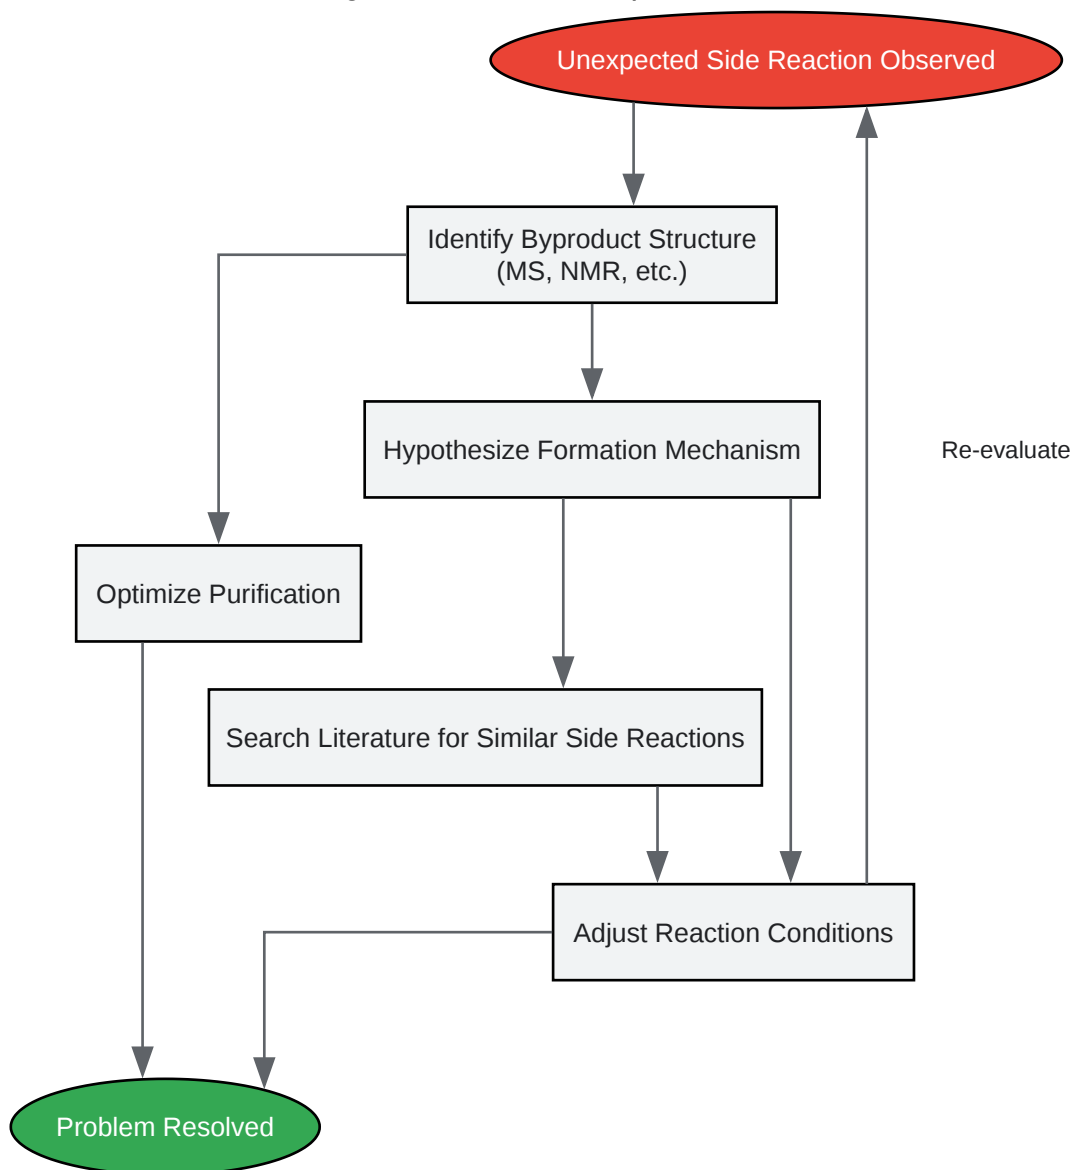 Unexpected Side Reaction Observed
Identify Byproduct Structure
(MS, NMR, etc.)
Hypothesize Formation Mechanism
Re-evaluate
Optimize Purification
Search Literature for Similar Side Reactions
Adjust Reaction Conditions
Problem Resolved